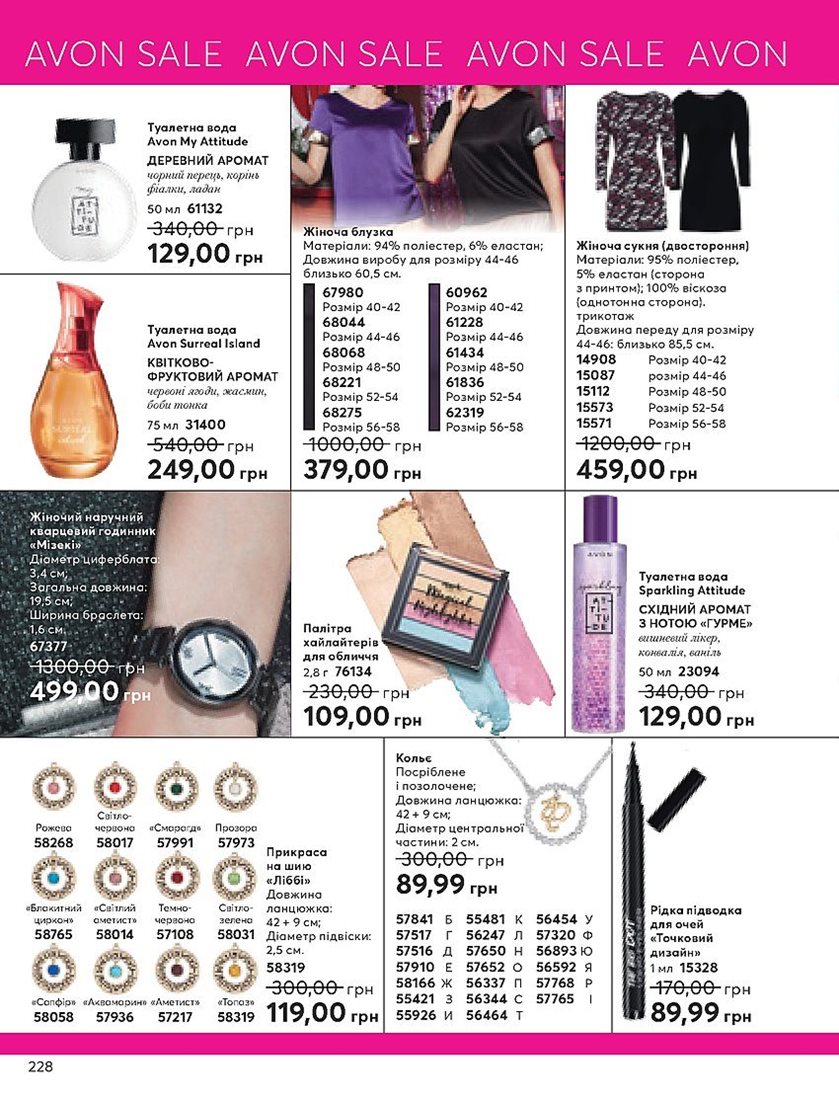 AVON SALE AVON SALE AVON SALE AVON
Туалетна вода
Avon My Attitude
ДЕРЕВНИЙ АРОМАТ
чорний перець, корінь
фіалки, ладан
50 мл 61132
340,00 грн
129,00 грн
Туалетна вода
Avon Surreal Island
КВІТКОВО-
ФРУКТОВИЙ АРОМАТ
червоні ягоди, жасмин,
боби тонка
75 мл 31400
540,00 грн
249,00 грн
Жіноча блузка
Матеріали: 94% поліестер, 6% еластан;
Довжина виробу для розміру 44-46
близько 60,5 см.
67980
Розмір 40-42
68044
Розмір 44-46
68068
Розмір 48-50
68221
Розмір 52-54
68275
Розмір 56-58
60962
Розмір 40-42
61228
Розмір 44-46
61434
Розмір 48-50
61836
Розмір 52-54
62319
Розмір 56-58
1000,00 грн
379,00 грн
Жіноча сукня (двостороння)
Матеріали: 95% поліестер,
5% еластан (сторона
з принтом); 100% віскоза
(однотонна сторона).
трикотаж
Довжина переду для розміру
44-46: близько 85,5 см.
14908 Розмір 40-42
15087 розмір 44-46
15112 Розмір 48-50
15573 Розмір 52-54
15571 Розмір 56-58
1200,00 грн
459,00 грн
Жіночий наручний
кварцевий годинник
«Мізекі»
Діаметр циферблата:
3,4 см;
Загальна довжина:
19,5 см;
Ширина браслета:
1,6 см.
67377
1300,00 грн
499,00 грн
Magical
Highlights
Палітра
хайлайтерів
для обличчя
2,8 г 76134
230,00 грн
109,00 грн
AVON
sparkling
AT-
TI-
TU-
DE
Туалетна вода
Sparkling Attitude
СХІДНИЙ АРОМАТ
З НОТОЮ «ГУРМЕ»
вишневий лікер,
конвалія, ваніль
50 мл 23094
340,00 грн
129,00 грн
Рожева
58268
Світло-
червона
58017
«Смарагд»
57991
Прозора
57973
«Блакитний
циркон»
58765
«Світлий
аметист»
58014
Темно-
червона
57108
Світло-
зелена
58031
«Сапфір»
58058
«Аквамарин»
57936
«Аметист»
57217
«Топаз»
58319
Прикраса
на шию
«Ліббі»
Довжина
ланцюжка:
42 + 9 см;
Діаметр підвіски:
2,5 см.
58319
300,00 грн
119,00 грн
Кольє
Посріблене
і позолочене;
Довжина ланцюжка:
42 + 9 см;
Діаметр центральної
частини: 2 см.
300,00 грн
89,99 грн
57841 Б 55481 К 56454 У
57517 Г 56247 Л 57320 Ф
57516 Д 57650 Н 56893 Ю
57910 Е 57652 О 56592 Я
58166 Ж 56337 П 57768 Р
55421 З 56344 С 57765 І
55926 И 56464 Т
Рідка підводка
для очей
«Точковий
дизайн»
1 мл 15328
170,00 грн
89,99 грн
228